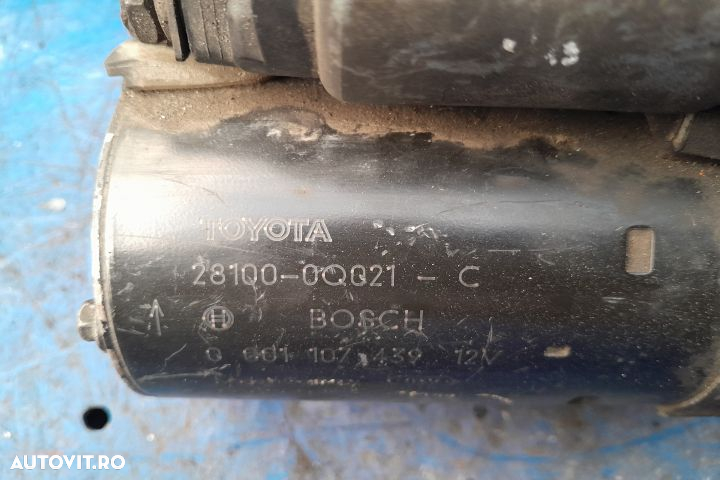 TOYOTA
28100-0Q021 - C
BOSCH
0 001 107 439 12V
AUTOVIT.RO